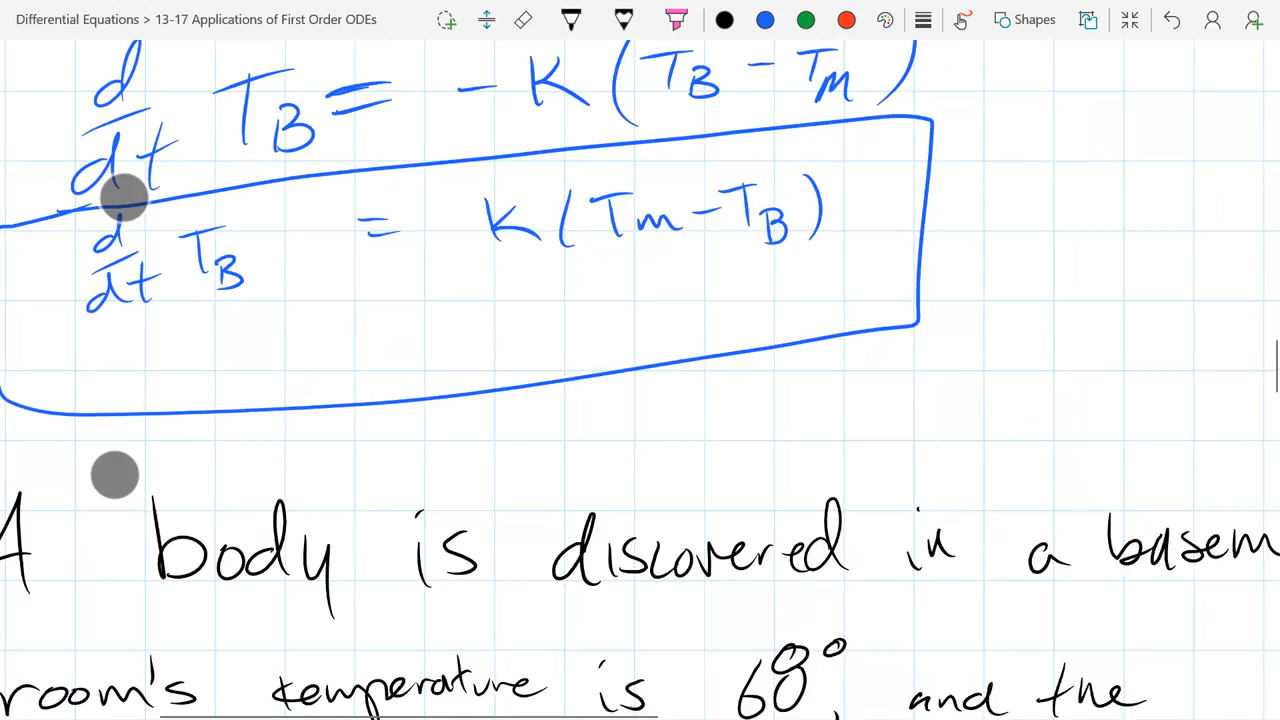 Differential Equations > 13-17 Applications of First Order ODEs
Shapes
d/dt T_B = - K ( T_B - T_m )
d/dt T_B = K ( T_m - T_B )
A body is discovered in a basem
room's temperature is 68°, and the